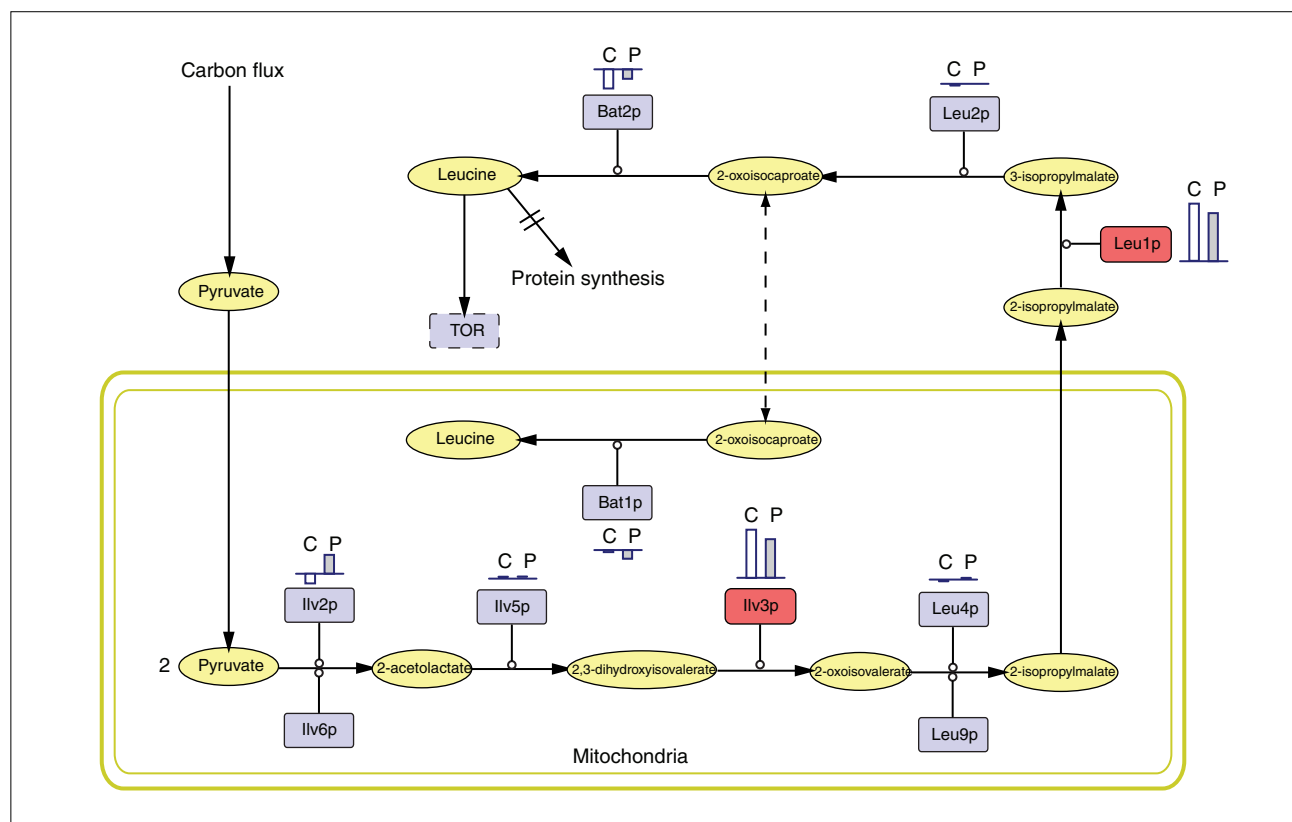 C P
C P
Carbon flux
Bat2p
Leu2p
Leucine
2-oxoisocaproate
3-isopropylmalate
C P
Leu1p
Protein synthesis
Pyruvate
2-isopropylmalate
TOR
Leucine
2-oxoisocaproate
Bat1p
C P
C P
C P
C P
C P
Ilv2p
Ilv5p
Ilv3p
Leu4p
2
Pyruvate
2-acetolactate
2,3-dihydroxyisovalerate
2-oxoisovalerate
2-isopropylmalate
Ilv6p
Leu9p
Mitochondria